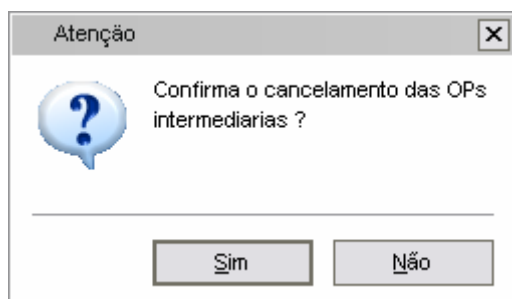 Atenção
Confirma o cancelamento das OPs
intermediarias ?
Sim
Não